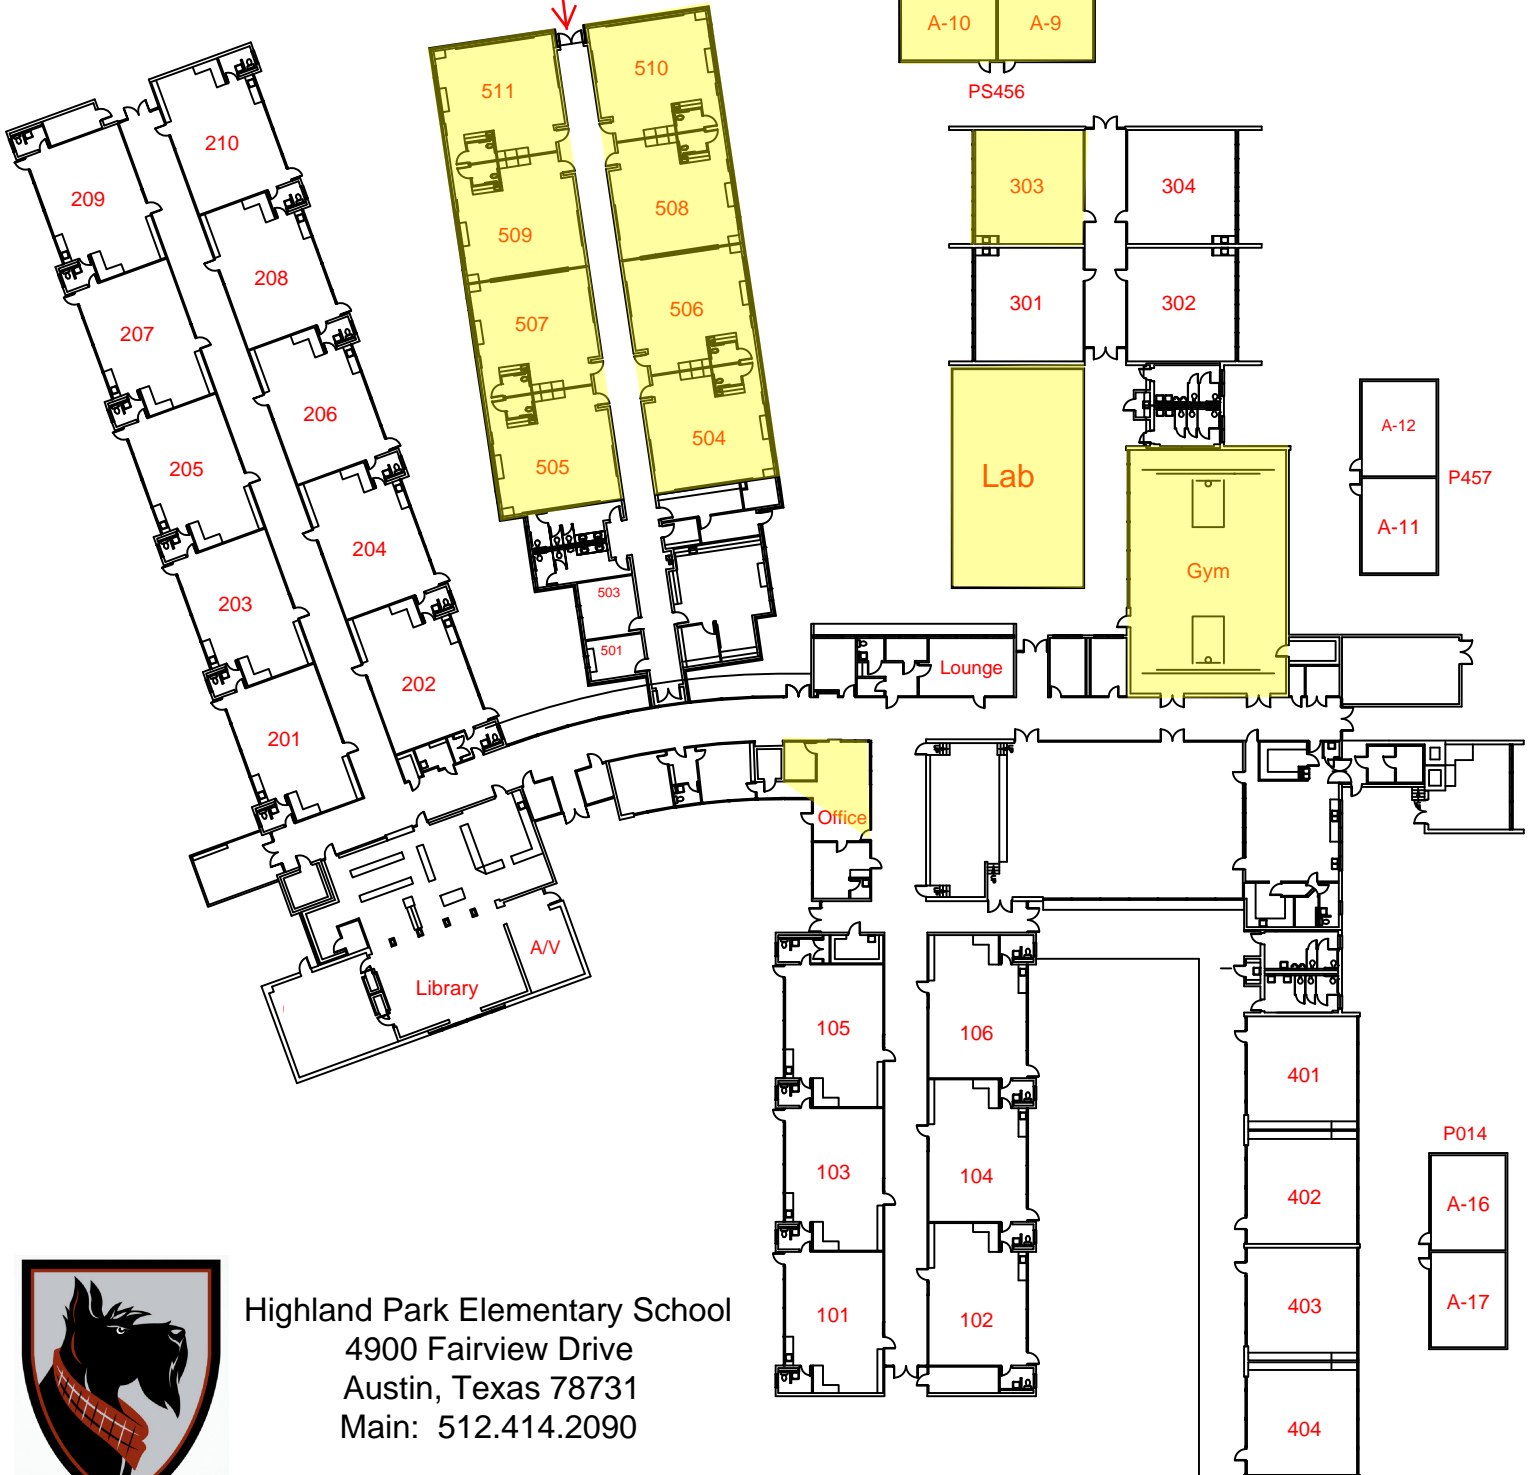 A-10
A-9
PS456
511
510
210
209
303
304
508
509
208
301
302
506
507
207
206
A-12
504
505
205
Lab
P457
A-11
204
Gym
503
203
501
Lounge
202
201
Office
A/V
Library
105
106
401
P014
103
104
402
A-16
A-17
403
101
102
404
Highland Park Elementary School
4900 Fairview Drive
Austin, Texas 78731
Main: 512.414.2090